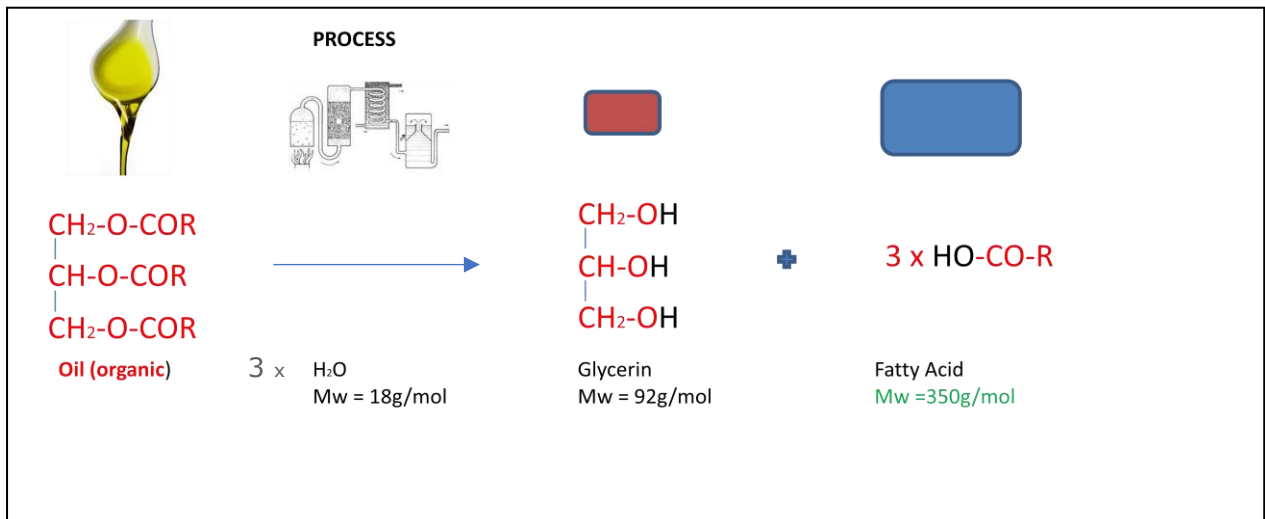 PROCESS
CH₂-O-COR
CH-O-COR
CH₂-O-COR
Oil (organic)
3 x
H₂O
Mw = 18g/mol
CH₂-OH
CH-OH
CH₂-OH
Glycerin
Mw = 92g/mol
3 x HO-CO-R
Fatty Acid
Mw =350g/mol